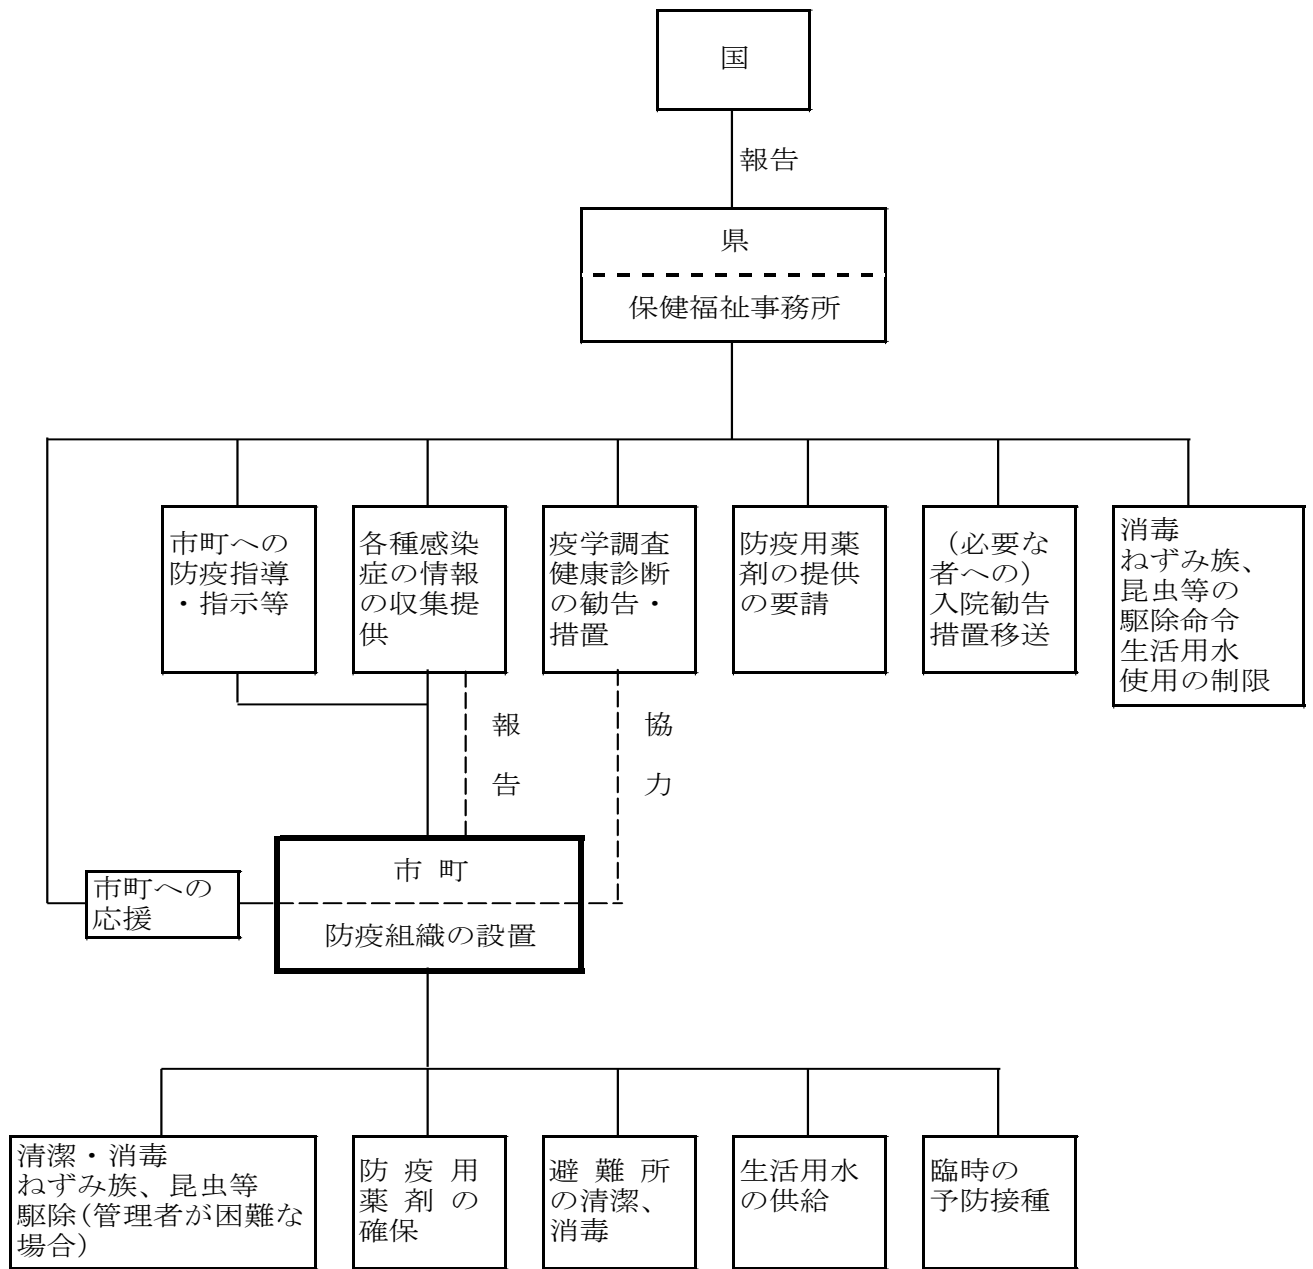 国
報告
県
保健福祉事務所
市町への
防疫指導
・指示等
各種感染
症の情報
の収集提
供
疫学調査
健康診断
の勧告・
措置
防疫用薬
剤の提供
の要請
（必要な
者への）
入院勧告
措置移送
消毒
ねずみ族、
昆虫等の
駆除命令
生活用水
使用の制限
報
告
協
力
市町への
応援
市 町
防疫組織の設置
清潔・消毒
ねずみ族、昆虫等
駆除(管理者が困難な
場合)
防 疫 用
薬 剤 の
確保
避 難 所
の清潔、
消毒
生活用水
の供給
臨時の
予防接種